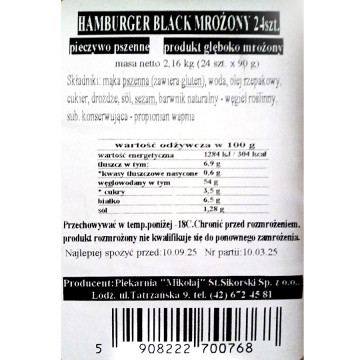 HAMBURGER BLACK MROŻONY 24szt.
pieczywo pszenne produkt głęboko mrożony
masa netto 2,16 kg (24 szt. x 90 g)
Składniki: mąka pszenna (zawiera gluten), woda, olej rzepakowy,
cukier, drożdże, sól, sezam, barwnik naturalny - węgiel roślinny,
sub. konserwująca - propionian wapnia
wartość odżywcza w 100 g
wartość energetyczna 1284 kJ / 304 kcal
tłuszcz w tym: 6,9 g
*kwasy tłuszczowe nasycone 0,6 g
węglowodany w tym 54 g
* cukry 3,5 g
białko 6,5 g
sól 1,28 g
Przechowywać w temp.poniżej -18C.Chronić przed rozmrożeniem,
produkt rozmrożony nie kwalifikuje się do ponownego zamrożenia.
Najlepiej spożyć przed:10.09.25 Nr partii:10.03.25
Producent:Piekarnia "Mikołaj" St.Sikorski Sp. z o.o.,
Łódź, ul.Tatrzańska 9, tel. (42) 672 45 81
5 908222 700768